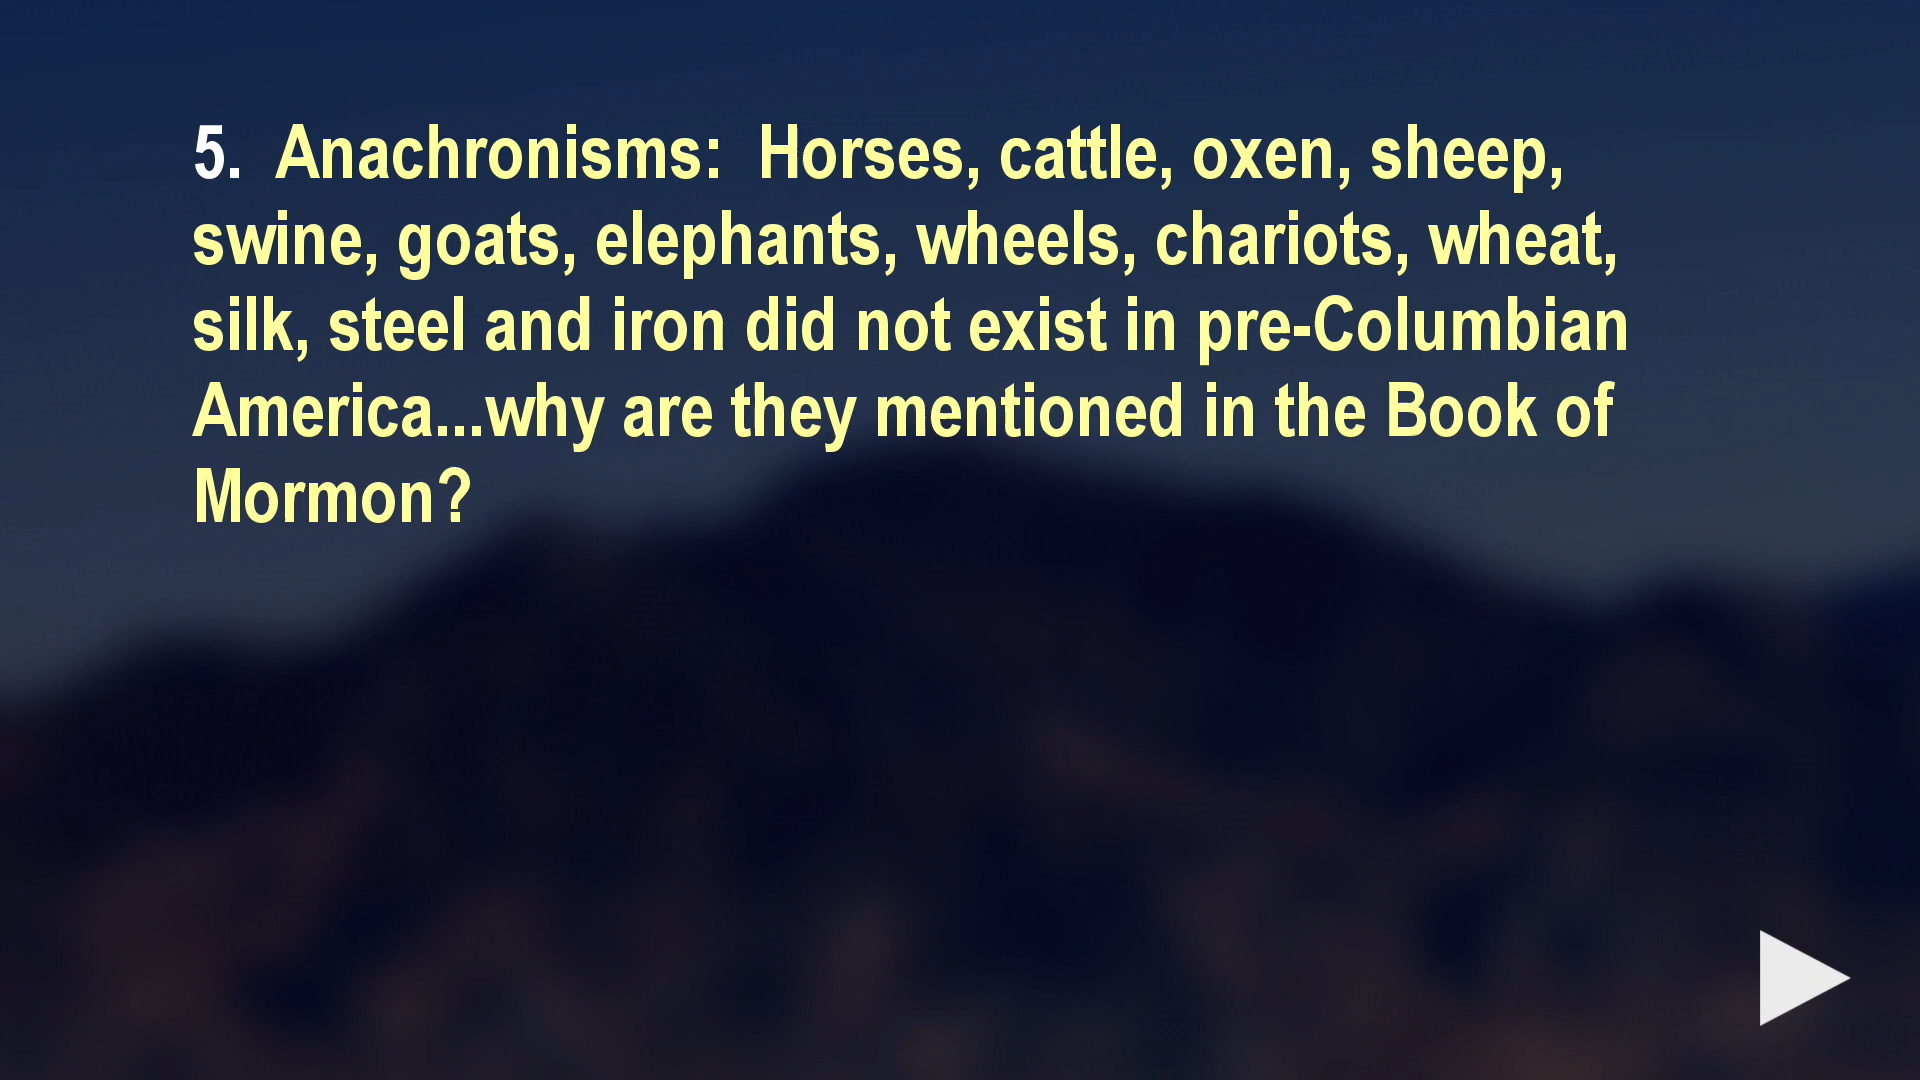 5.  Anachronisms:  Horses, cattle, oxen, sheep,
swine, goats, elephants, wheels, chariots, wheat,
silk, steel and iron did not exist in pre-Columbian
America...why are they mentioned in the Book of
Mormon?